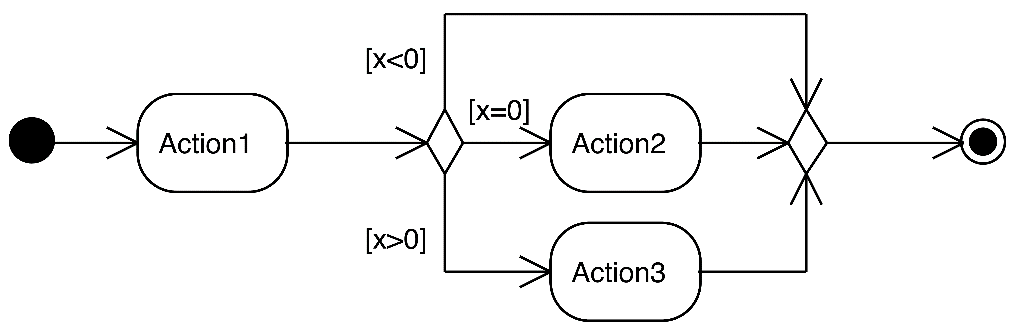 [x<0]
[x=0]
Action1
Action2
[x>0]
Action3